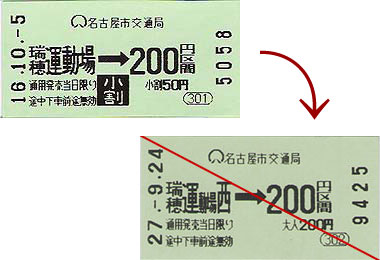 名古屋市交通局
16.10.-5
瑞穂運動場→200円区間
通用発売当日限り 小割50円
途中下車前途無効
小割
301
5058
名古屋市交通局
27.-9.24
瑞穂運動場西→200円区間
通用発売当日限り 大人200円
途中下車前途無効
302
9425